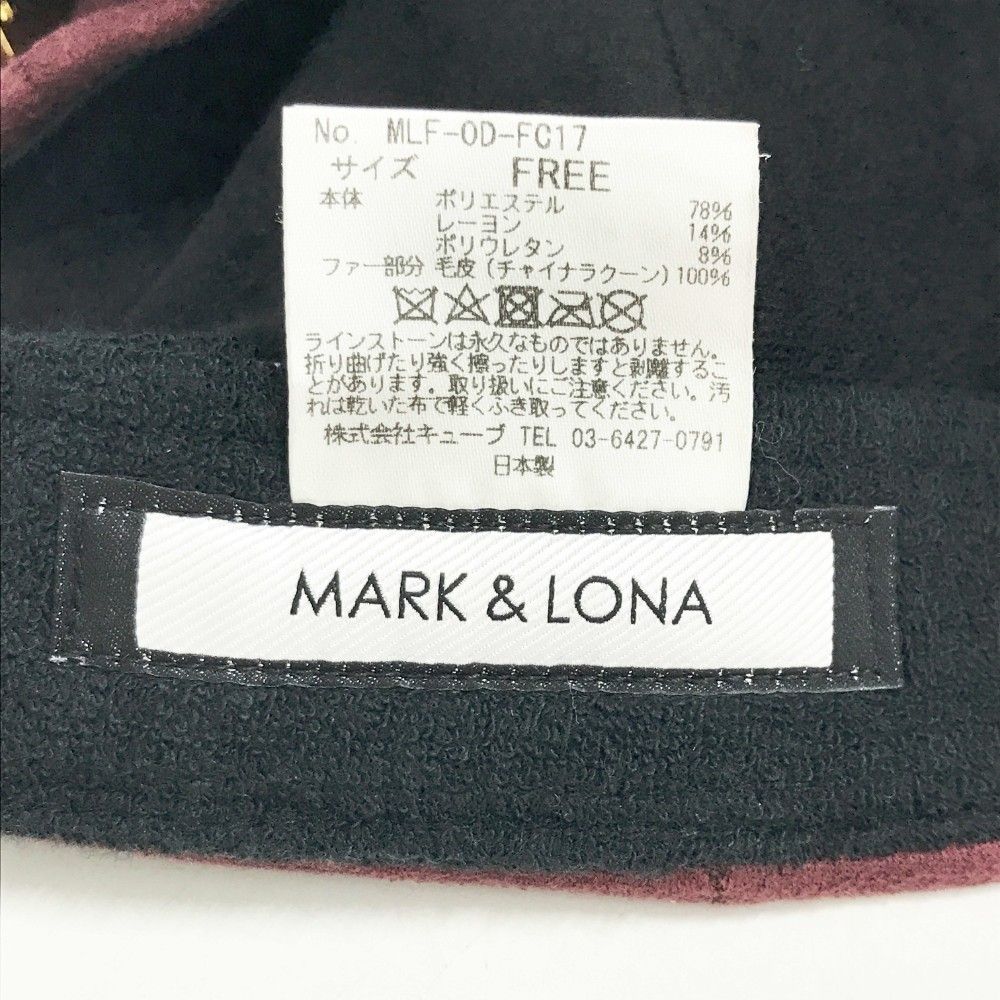 No. MLF-OD-FC17
サイズ FREE
本体 ポリエステル 78%
レーヨン 14%
ポリウレタン 8%
ファー部分 毛皮(チャイナラクーン)100%
ラインストーンは永久なものではありません。
折り曲げたり強く擦ったりしますと剥離するこ
とがあります。取り扱いにご注意ください。汚
れは乾いた布で軽くふき取ってください。
株式会社キューブ TEL 03-6427-0791
日本製
MARK & LONA